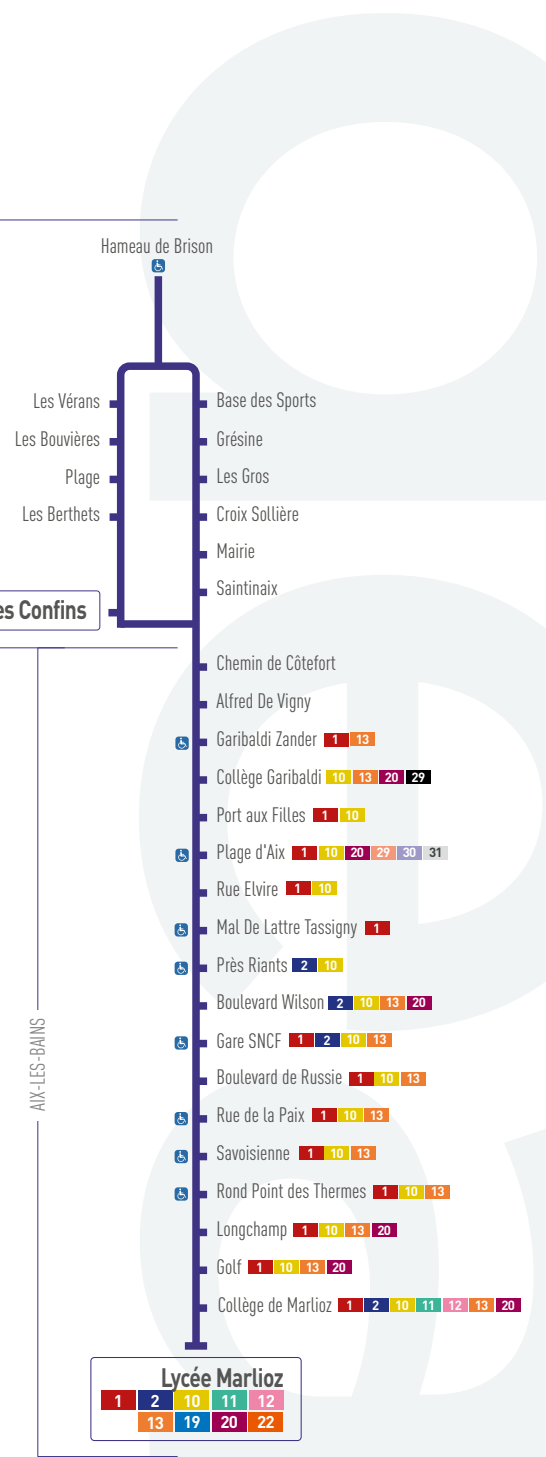 Hameau de Brison
Les Vérans
Les Bouvières
Plage
Les Berthets
es Confins
Base des Sports
Grésine
Les Gros
Croix Sollière
Mairie
Saintinaix
AIX-LES-BAINS
Chemin de Côtefort
Alfred De Vigny
Garibaldi Zander 1 13
Collège Garibaldi 10 13 20 29
Port aux Filles 1 10
Plage d'Aix 1 10 20 29 30 31
Rue Elvire 1 10
Mal De Lattre Tassigny 1
Près Riants 2 10
Boulevard Wilson 2 10 13 20
Gare SNCF 1 2 10 13
Boulevard de Russie 1 10 13
Rue de la Paix 1 10 13
Savoisienne 1 10 13
Rond Point des Thermes 1 10 13
Longchamp 1 10 13 20
Golf 1 10 13 20
Collège de Marlioz 1 2 10 11 12 13 20
Lycée Marlioz
1 2 10 11 12
13 19 20 22